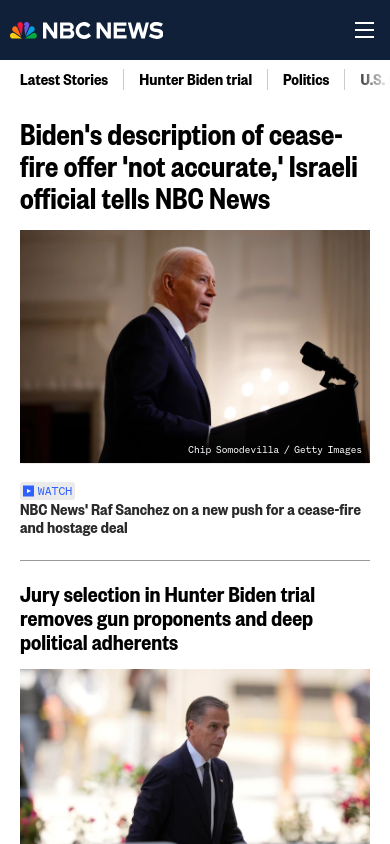 NBC NEWS
Latest Stories
Hunter Biden trial
Politics
U.S.
Biden's description of cease-
fire offer 'not accurate,' Israeli
official tells NBC News
Chip Somodevilla / Getty Images
WATCH
NBC News' Raf Sanchez on a new push for a cease-fire
and hostage deal
Jury selection in Hunter Biden trial
removes gun proponents and deep
political adherents